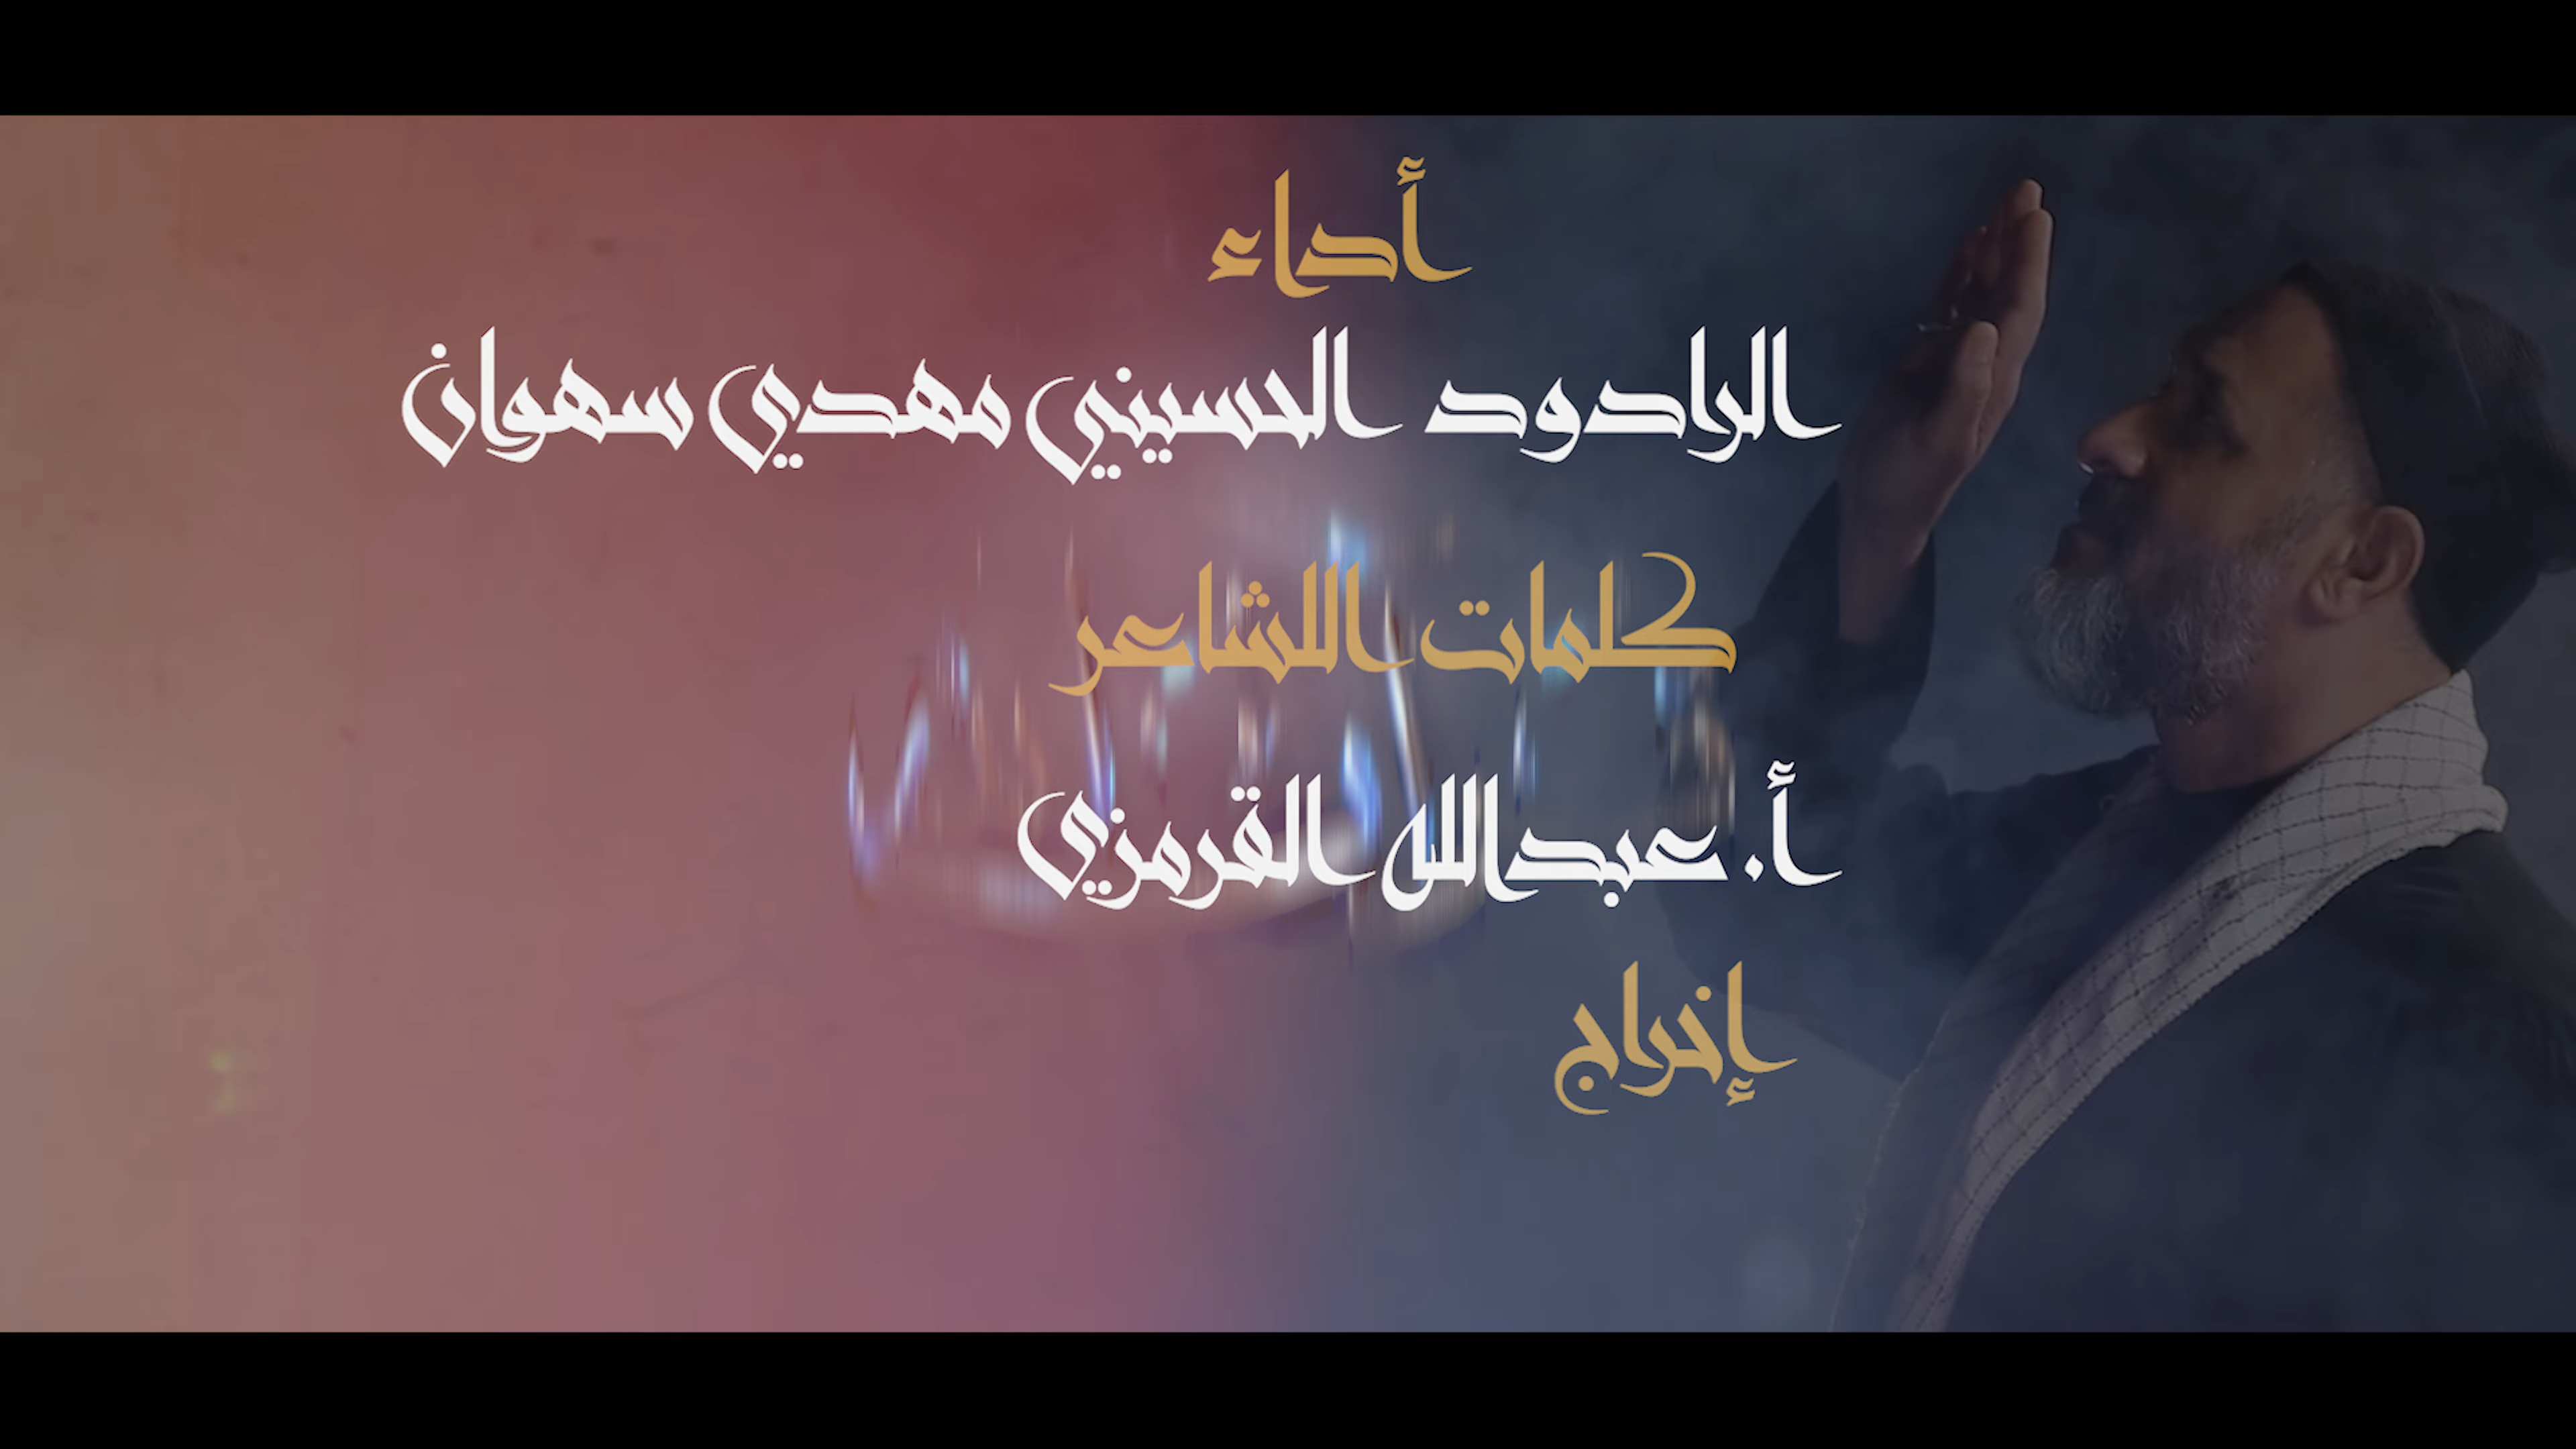 أداء
الرادود الحسيني مهدي سهوان
كلمات الشاعر
أ. عبدالله القرمزي
إخراج